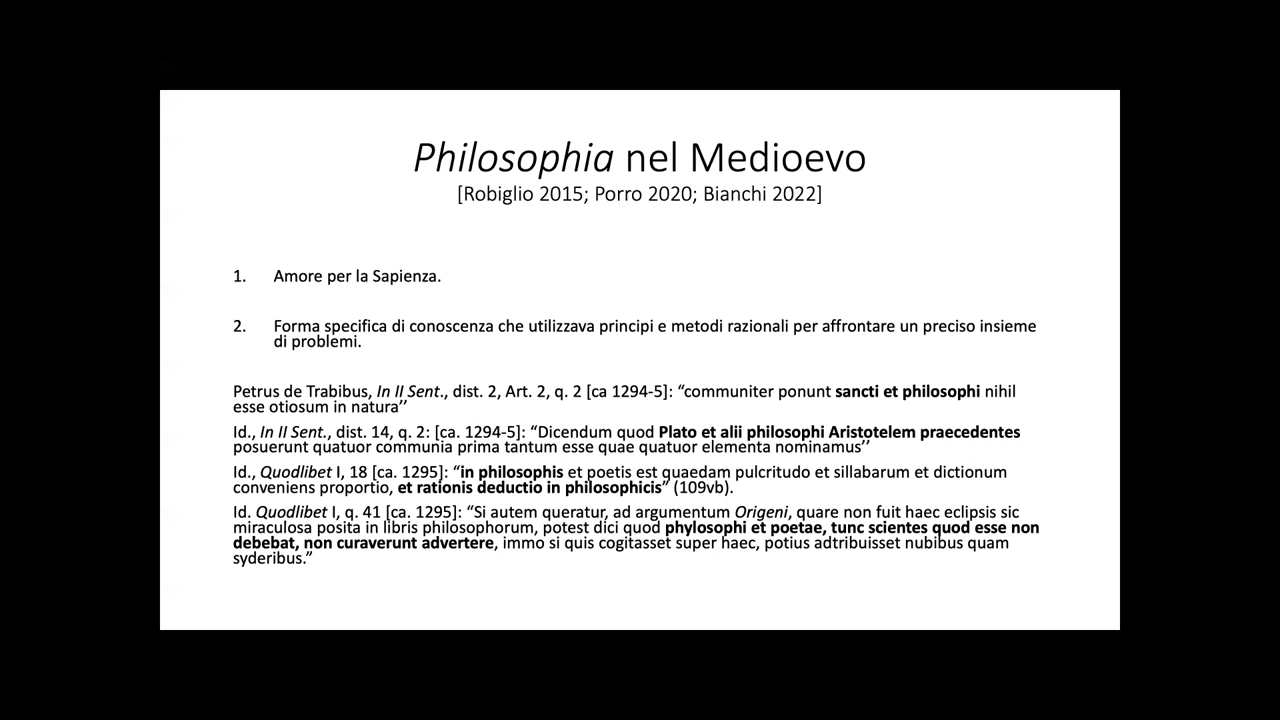 Philosophia nel Medioevo
[Robiglio 2015; Porro 2020; Bianchi 2022]
1. Amore per la Sapienza.
2. Forma specifica di conoscenza che utilizzava principi e metodi razionali per affrontare un preciso insieme
di problemi.
Petrus de Trabibus, In II Sent., dist. 2, Art. 2, q. 2 [ca 1294-5]: “communiter ponunt sancti et philosophi nihil
esse otiosum in natura’’
Id., In II Sent., dist. 14, q. 2: [ca. 1294-5]: “Dicendum quod Plato et alii philosophi Aristotelem praecedentes
posuerunt quatuor communia prima tantum esse quae quatuor elementa nominamus’’
Id., Quodlibet I, 18 [ca. 1295]: “in philosophis et poetis est quaedam pulcritudo et sillabarum et dictionum
conveniens proportio, et rationis deductio in philosophicis” (109vb).
Id. Quodlibet I, q. 41 [ca. 1295]: “Si autem queratur, ad argumentum Origeni, quare non fuit haec eclipsis sic
miraculosa posita in libris philosophorum, potest dici quod phylosophi et poetae, tunc scientes quod esse non
debebat, non curaverunt advertere, immo si quis cogitasset super haec, potius adtribuisset nubibus quam
syderibus.”